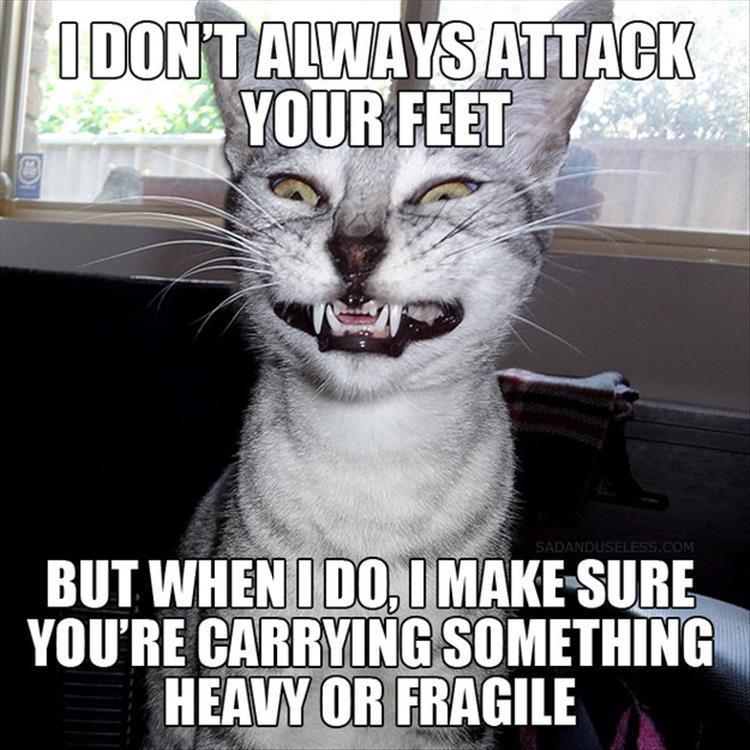 I DON'T ALWAYS ATTACK
YOUR FEET
SADANDUSELESS.COM
BUT WHEN I DO, I MAKE SURE
YOU'RE CARRYING SOMETHING
HEAVY OR FRAGILE